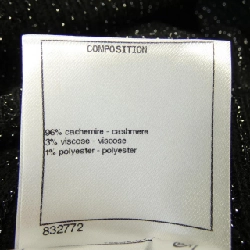 COMPOSITION
96% cachemire - cashmere
3% viscose - viscose
1% polyester - polyester
832772